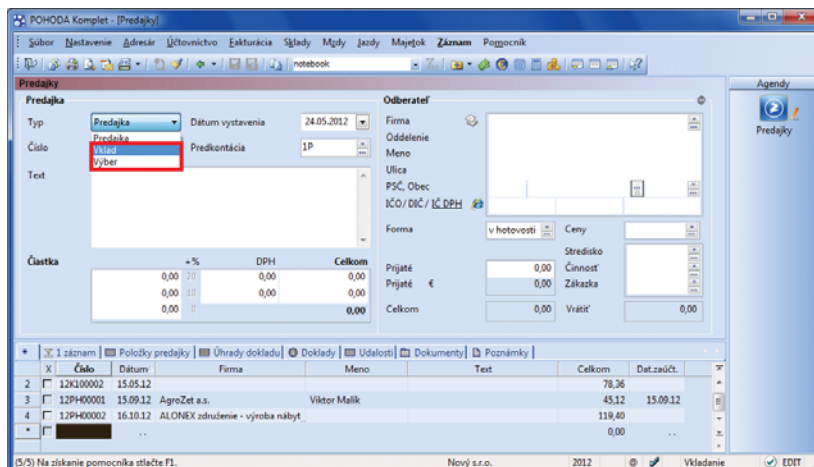 POHODA Komplet - [Predajky]
Súbor Nastavenie Adresár Účtovníctvo Fakturácia Sklady Mzdy Jazdy Majetok Záznam Pomocník
notebook
Predajky
Agendy
Predajka
Odberateľ
Typ Predajka Dátum vystavenia 24.05.2012 Firma
Predajky
Predajka
Oddelenie
Číslo Vklad Predkontácia 1P Meno
Výber
Ulica
Text
PSČ, Obec
IČO/ DIČ / IČ DPH
Forma v hotovosti Ceny
Stredisko
Čiastka +% DPH Celkom
Prijaté 0,00 Činnosť
0,00 20 0,00 0,00
Prijaté € 0,00 Zákazka
0,00 10 0,00 0,00
0,00 0 0,00
Celkom 0,00 Vrátiť 0,00
* 1 záznam Položky predajky Úhrady dokladu Doklady Udalosti Dokumenty Poznámky
X Číslo Dátum Firma Meno Text Celkom Dat.zaúčt.
2 12K100002 15.05.12 78,36
3 12PH00001 15.09.12 AgroZet a.s. Viktor Malík 45,12 15.09.12
4 12PH00002 16.10.12 ALONEX združenie - výroba nábyt 119,40
* . . 0,00 . .
(5/5) Na získanie pomocníka stlačte F1. Nový s.r.o. 2012 @ Vkladanie EDIT